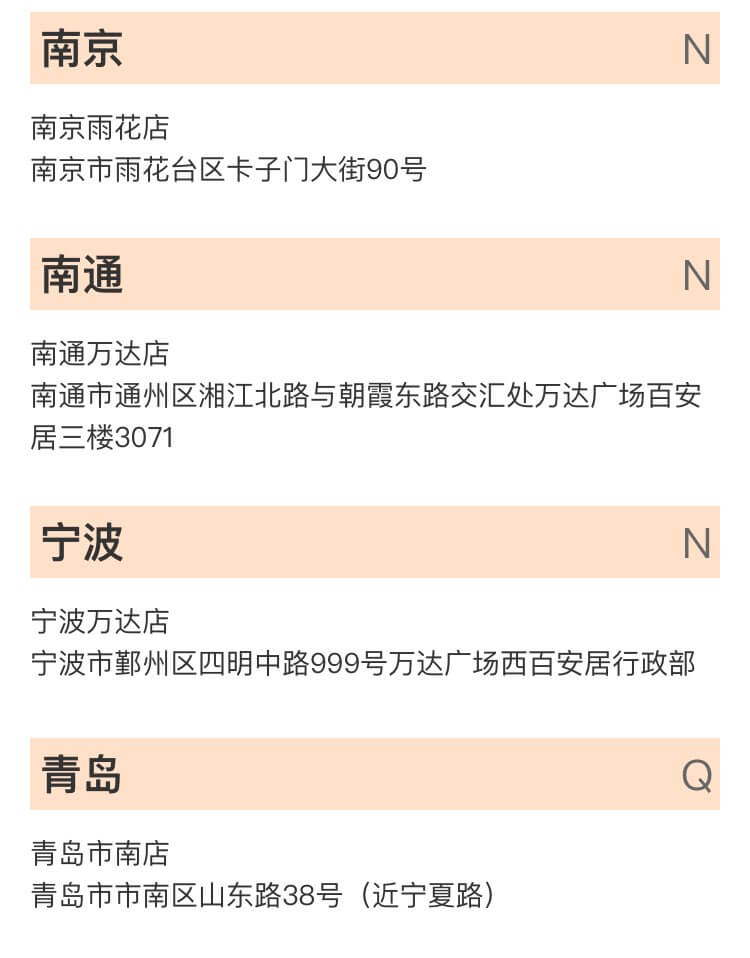 南京 N
南京雨花店
南京市雨花台区卡子门大街90号
南通 N
南通万达店
南通市通州区湘江北路与朝霞东路交汇处万达广场百安
居三楼3071
宁波 N
宁波万达店
宁波市鄞州区四明中路999号万达广场西百安居行政部
青岛 Q
青岛市南店
青岛市市南区山东路38号（近宁夏路）